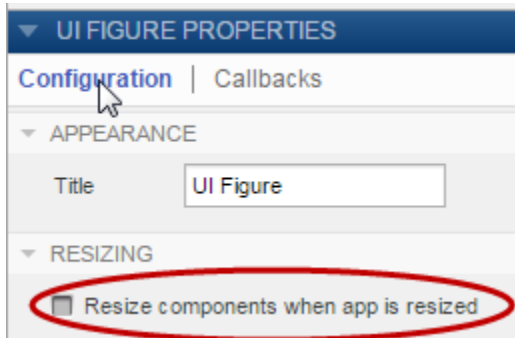 UI FIGURE PROPERTIES
Configuration | Callbacks
APPEARANCE
Title UI Figure
RESIZING
Resize components when app is resized